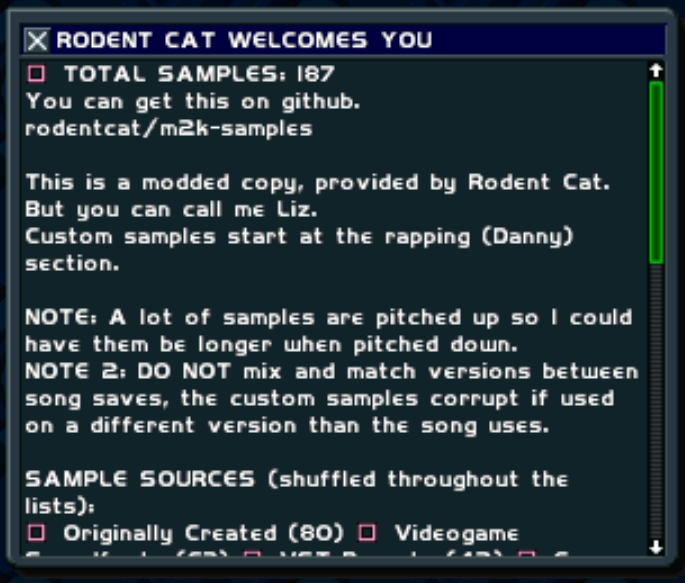 RODENT CAT WELCOMES YOU
TOTAL SAMPLES: 187
You can get this on github.
rodentcat/m2k-samples
This is a modded copy, provided by Rodent Cat.
But you can call me Liz.
Custom samples start at the rapping (Danny)
section.
NOTE: A lot of samples are pitched up so I could
have them be longer when pitched down.
NOTE 2: DO NOT mix and match versions between
song saves, the custom samples corrupt if used
on a different version than the song uses.
SAMPLE SOURCES (shuffled throughout the
lists):
Originally Created (80) Videogame